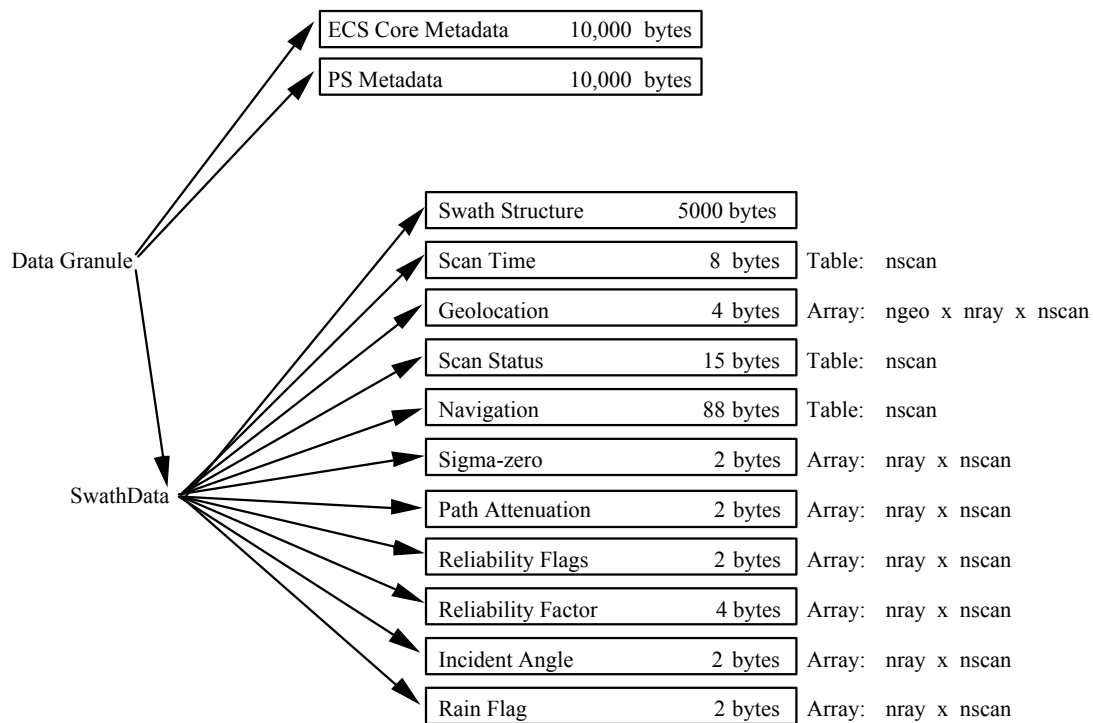 ECS Core Metadata 10,000 bytes
PS Metadata 10,000 bytes
Swath Structure 5000 bytes
Data Granule
Scan Time 8 bytes Table: nscan
Geolocation 4 bytes Array: ngeo x nray x nscan
Scan Status 15 bytes Table: nscan
Navigation 88 bytes Table: nscan
Sigma-zero 2 bytes Array: nray x nscan
SwathData
Path Attenuation 2 bytes Array: nray x nscan
Reliability Flags 2 bytes Array: nray x nscan
Reliability Factor 4 bytes Array: nray x nscan
Incident Angle 2 bytes Array: nray x nscan
Rain Flag 2 bytes Array: nray x nscan